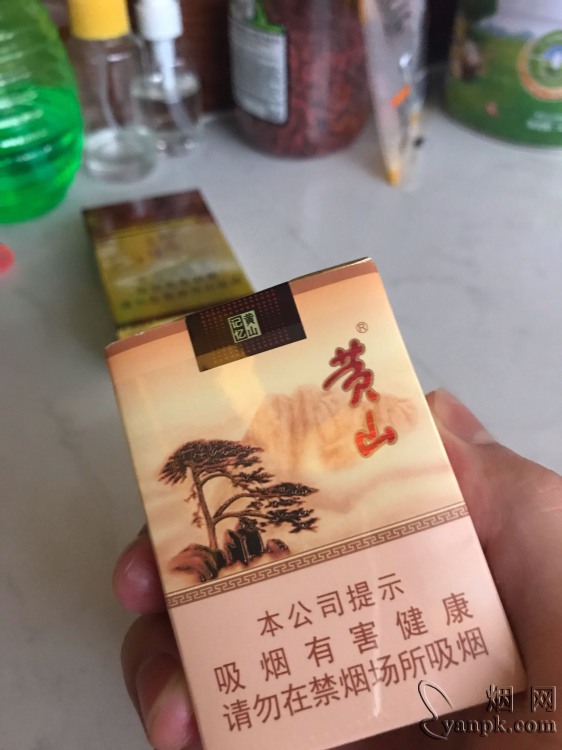 黄山
记忆
®
黄山
本公司提示
吸烟有害健康
请勿在禁烟场所吸烟
烟网
yanpk.com